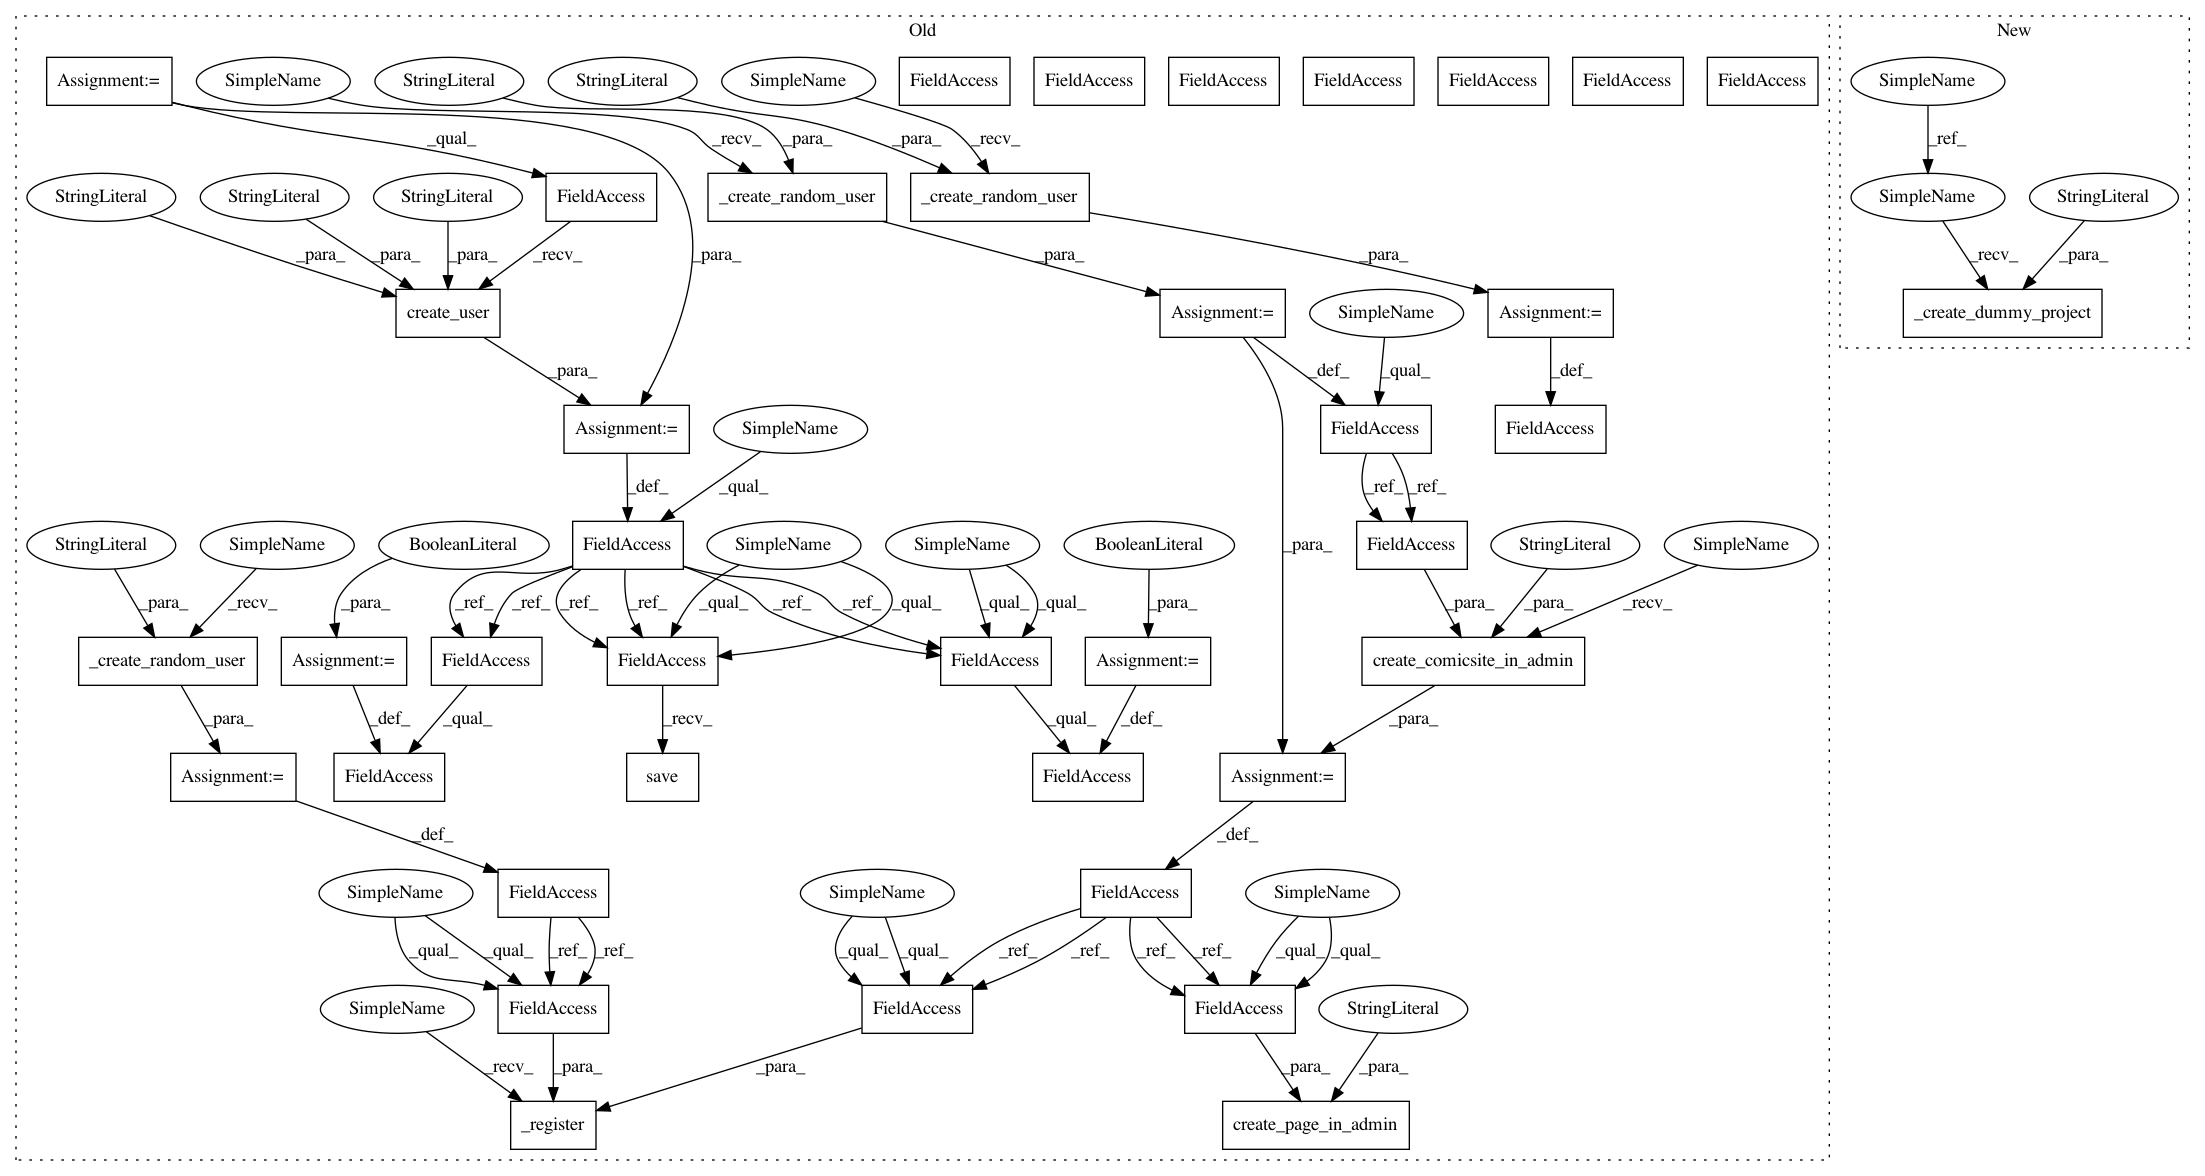 Old
New
Assignment:=
SimpleName
StringLiteral
StringLiteral
SimpleName
FieldAccess
FieldAccess
FieldAccess
FieldAccess
FieldAccess
FieldAccess
FieldAccess
SimpleName
_qual_
_recv_
_para_
_para_
_recv_
_ref_
StringLiteral
StringLiteral
StringLiteral
FieldAccess
_create_random_user
_create_random_user
SimpleName
StringLiteral
_para_
_para_
_para_
_recv_
_para_
_para_
_para_
_recv_
_para_
create_user
Assignment:=
SimpleName
Assignment:=
_create_dummy_project
_para_
_def_
_qual_
_def_
Assignment:=
SimpleName
FieldAccess
FieldAccess
_def_
_qual_
_ref_
_ref_
StringLiteral
SimpleName
BooleanLiteral
FieldAccess
SimpleName
SimpleName
BooleanLiteral
_para_
FieldAccess
StringLiteral
SimpleName
_para_
_recv_
_para_
_ref_
_ref_
_ref_
_ref_
_qual_
_ref_
_ref_
_qual_
_qual_
_qual_
_para_
_para_
_para_
_recv_
_create_random_user
Assignment:=
FieldAccess
FieldAccess
FieldAccess
Assignment:=
create_comicsite_in_admin
_para_
_def_
_qual_
_recv_
_qual_
_def_
_para_
Assignment:=
FieldAccess
save
FieldAccess
Assignment:=
_def_
_def_
SimpleName
FieldAccess
SimpleName
FieldAccess
SimpleName
_qual_
_qual_
_ref_
_ref_
_qual_
_qual_
_ref_
_ref_
_ref_
_ref_
_qual_
_qual_
SimpleName
FieldAccess
FieldAccess
FieldAccess
StringLiteral
_recv_
_para_
_para_
_para_
_para_
_register
create_page_in_admin